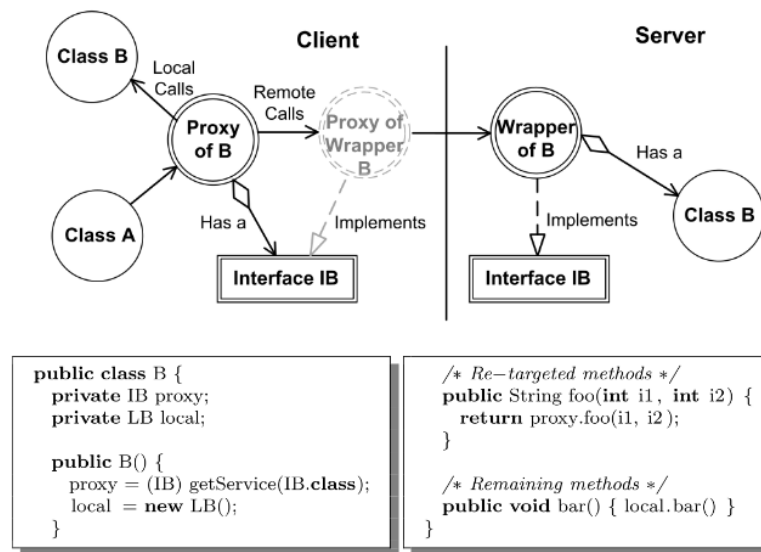 Client
Server
Class B
Local
Calls
Remote
Calls
Proxy
of B
Proxy of
Wrapper
B
Wrapper
of B
Has a
Class A
Has a
Implements
Implements
Class B
Interface IB
Interface IB
public class B {
private IB proxy;
private LB local;
public B() {
proxy = (IB) getService(IB.class);
local = new LB();
}
/* Re-targeted methods */
public String foo(int i1, int i2) {
return proxy.foo(i1, i2);
}
/* Remaining methods */
public void bar() { local.bar() }
}